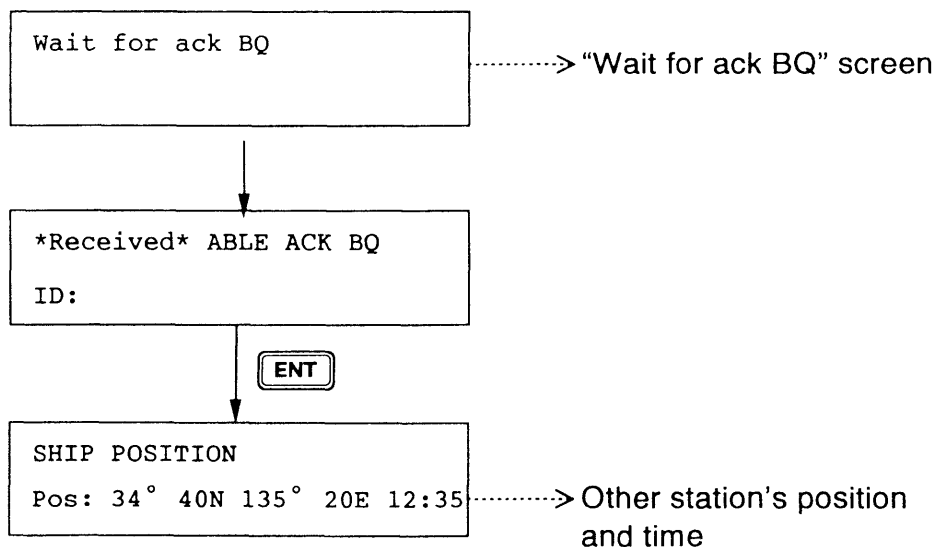 Wait for ack BQ
“Wait for ack BQ” screen
*Received* ABLE ACK BQ
ID:
ENT
SHIP POSITION
Pos: 34° 40N 135° 20E 12:35
Other station’s position
and time